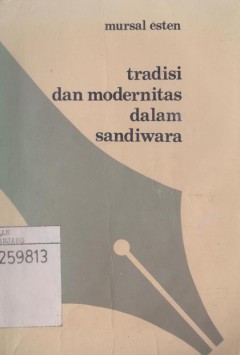 mursal esten
tradisi
dan modernitas
dalam
sandiwara
259813